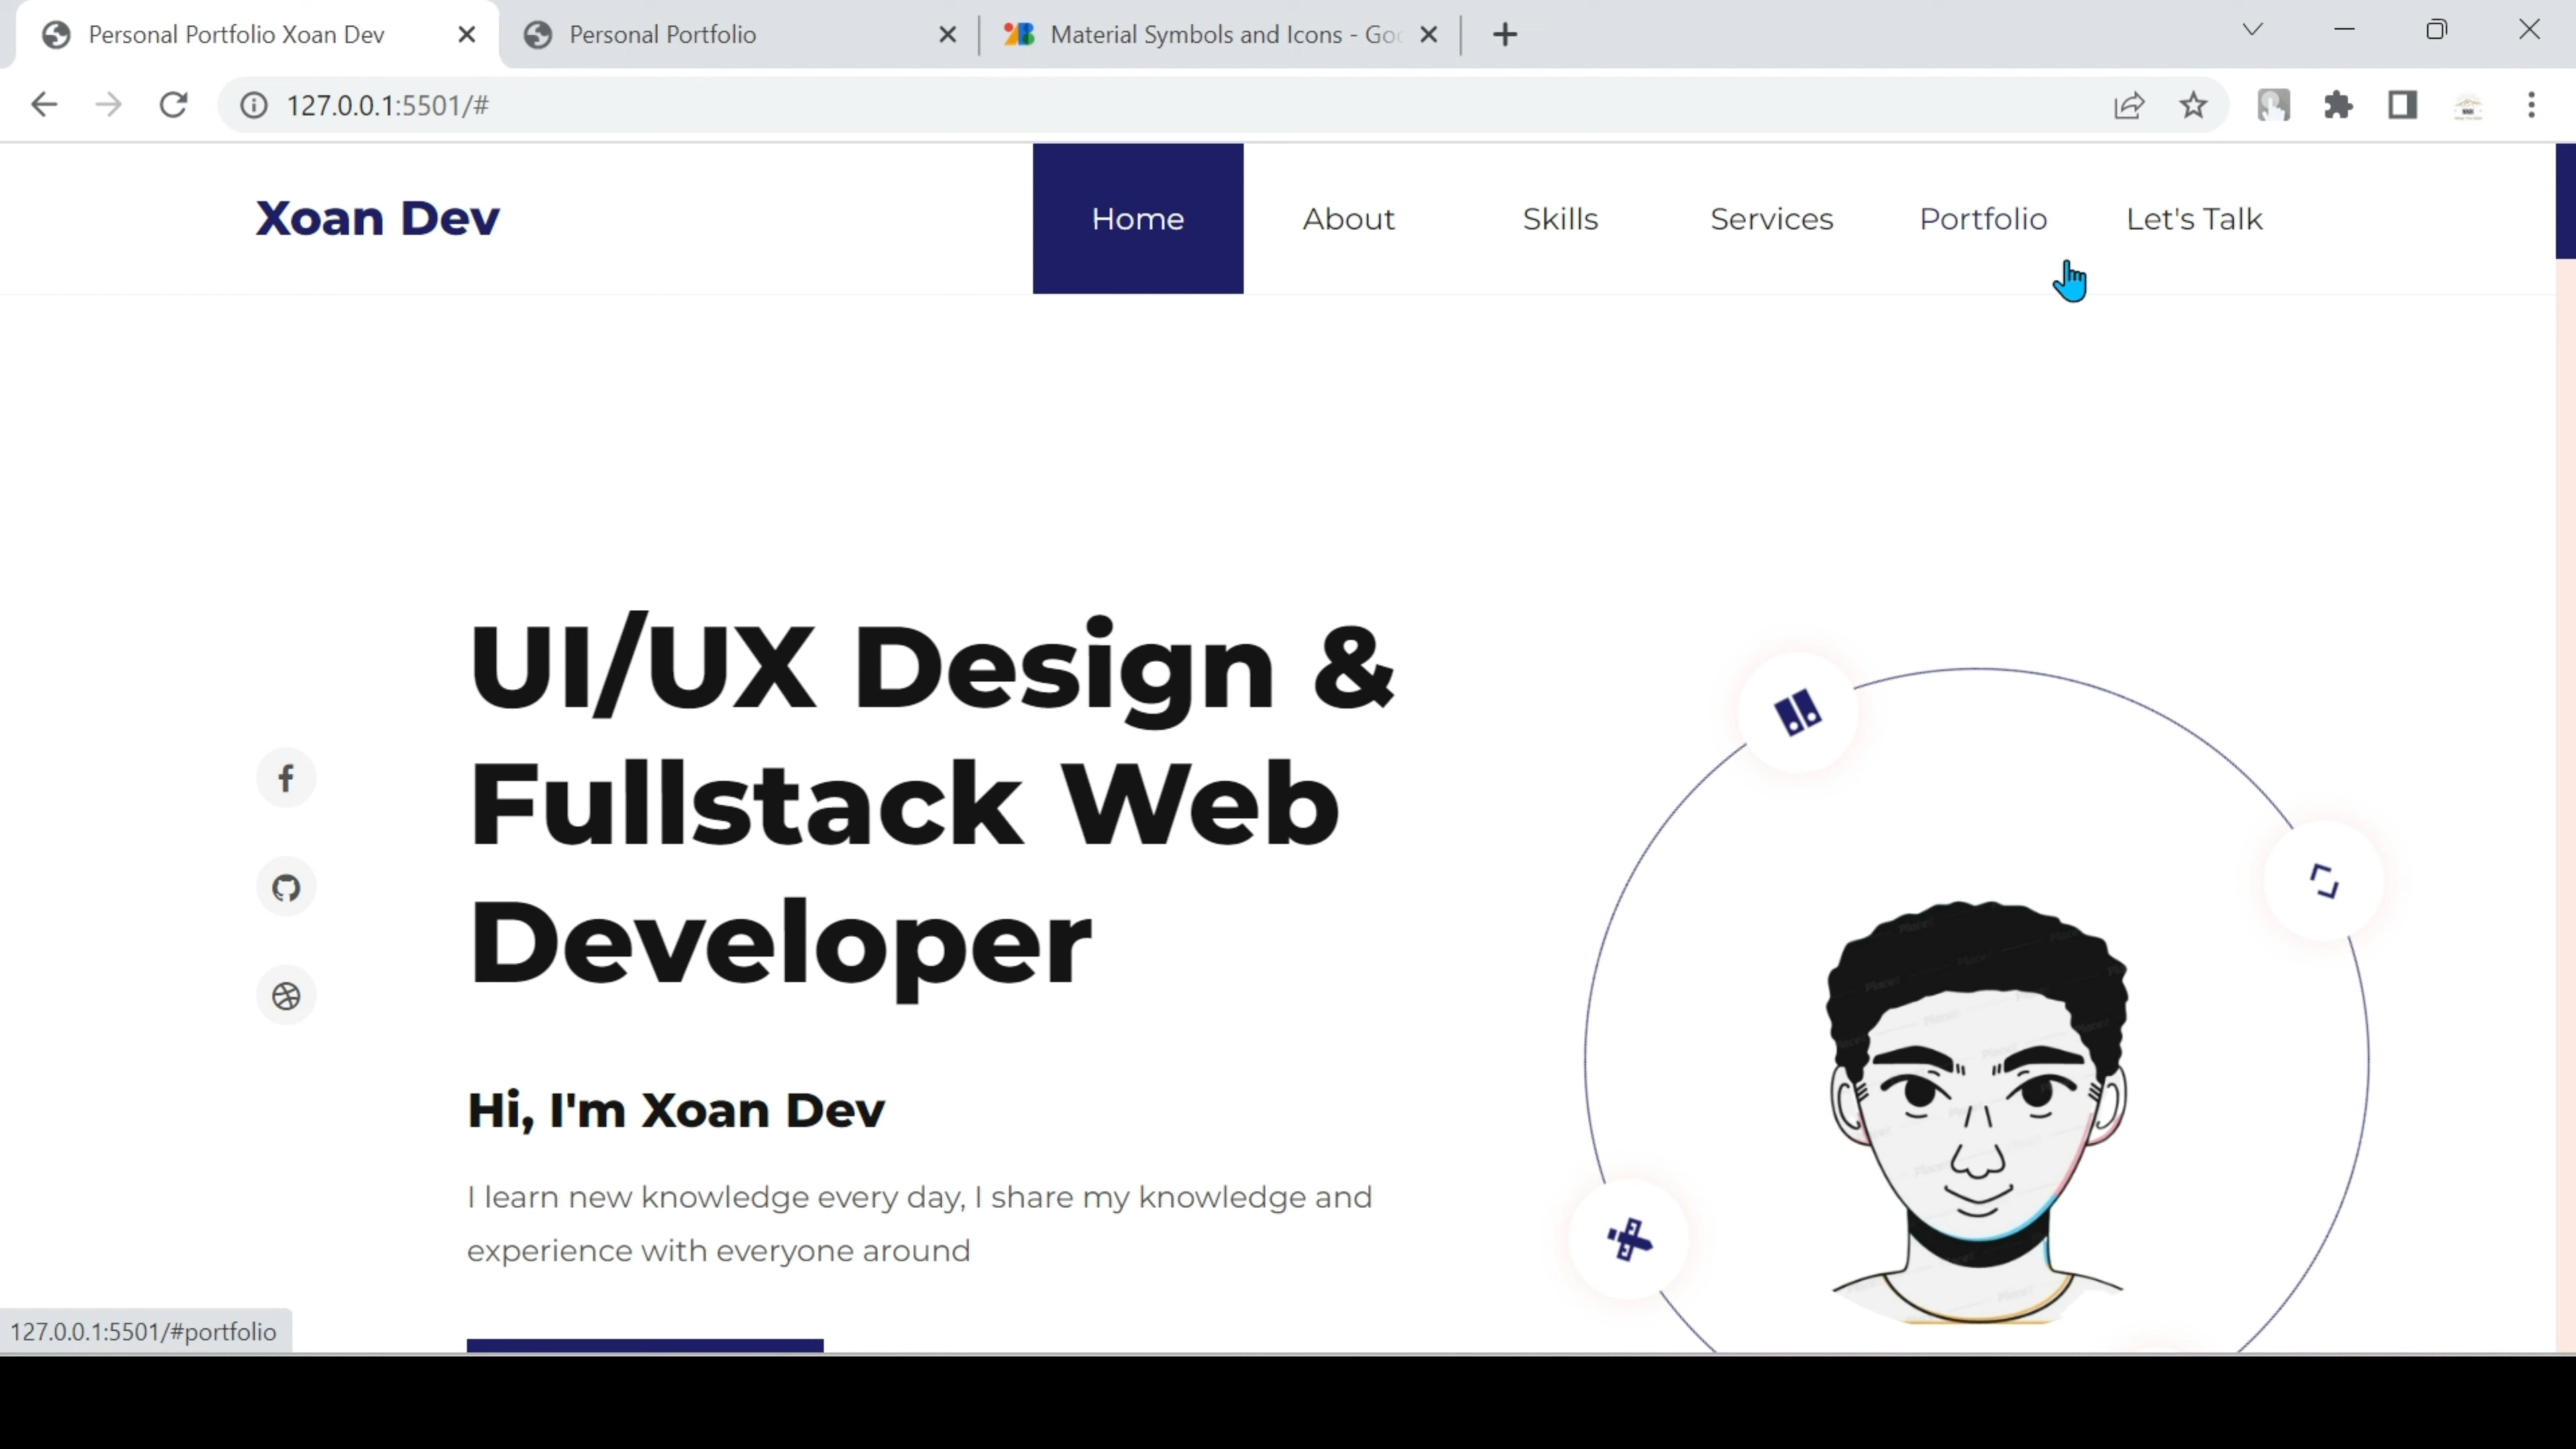 Personal Portfolio Xoan Dev
Personal Portfolio
Material Symbols and Icons - Goo
127.0.0.1:5501/#
Xoan Dev
Home
About
Skills
Services
Portfolio
Let's Talk
UI/UX Design &
Fullstack Web
Developer
Hi, I'm Xoan Dev
I learn new knowledge every day, I share my knowledge and
experience with everyone around
127.0.0.1:5501/#portfolio